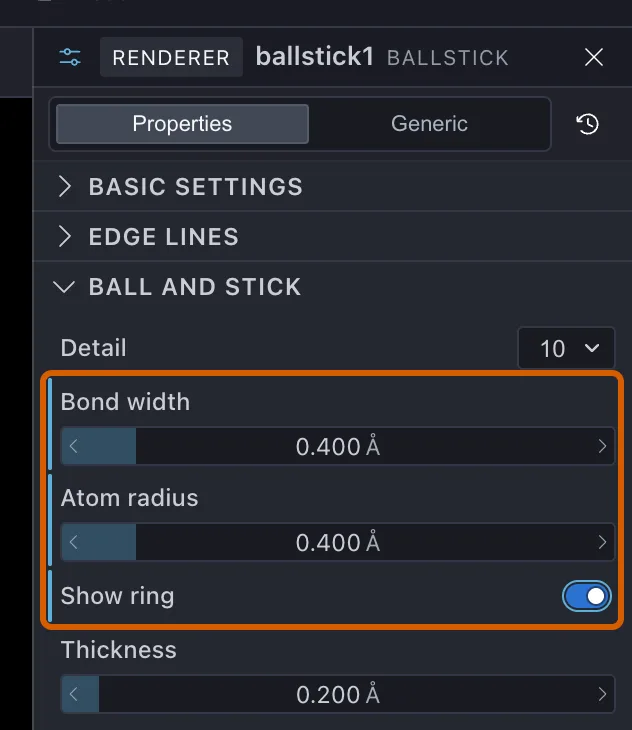 RENDERER ballstick1 BALLSTICK
Properties Generic
BASIC SETTINGS
EDGE LINES
BALL AND STICK
Detail 10
Bond width
0.400 Å
Atom radius
0.400 Å
Show ring
Thickness
0.200 Å